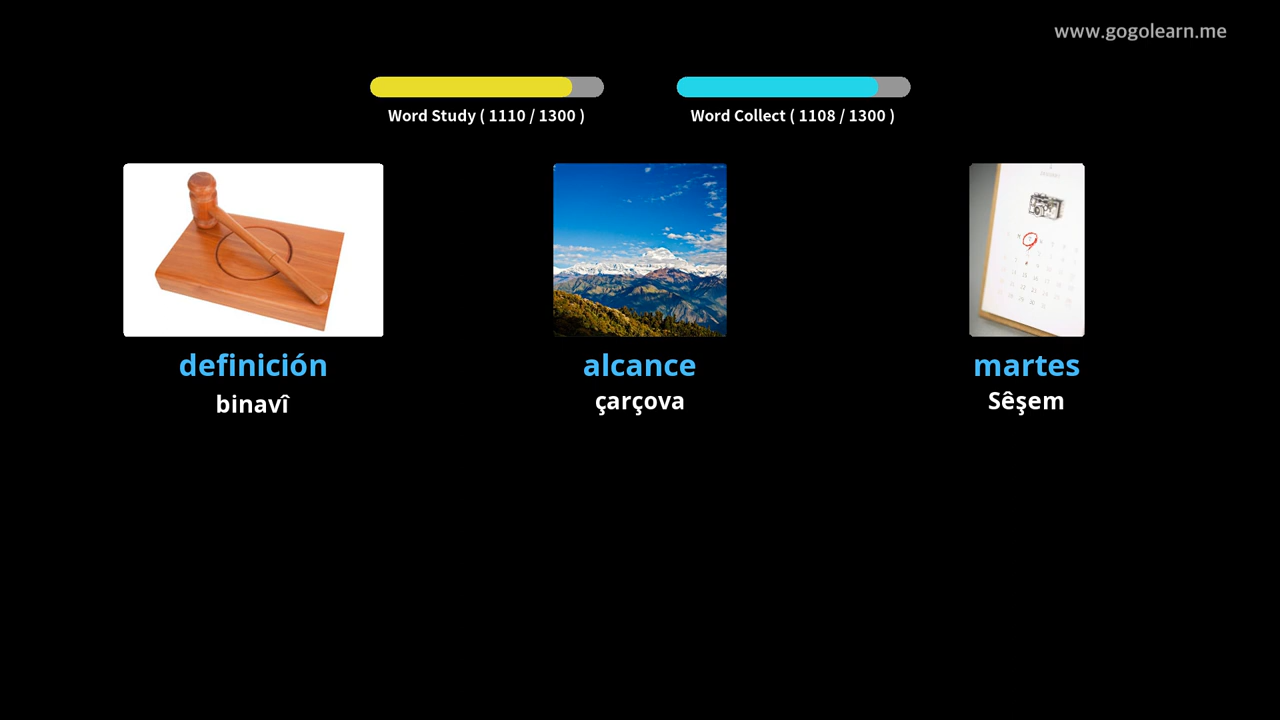 www.gogolearn.me
Word Study ( 1110 / 1300 )
Word Collect ( 1108 / 1300 )
definición
alcance
martes
binavî
çarçova
Sêşem